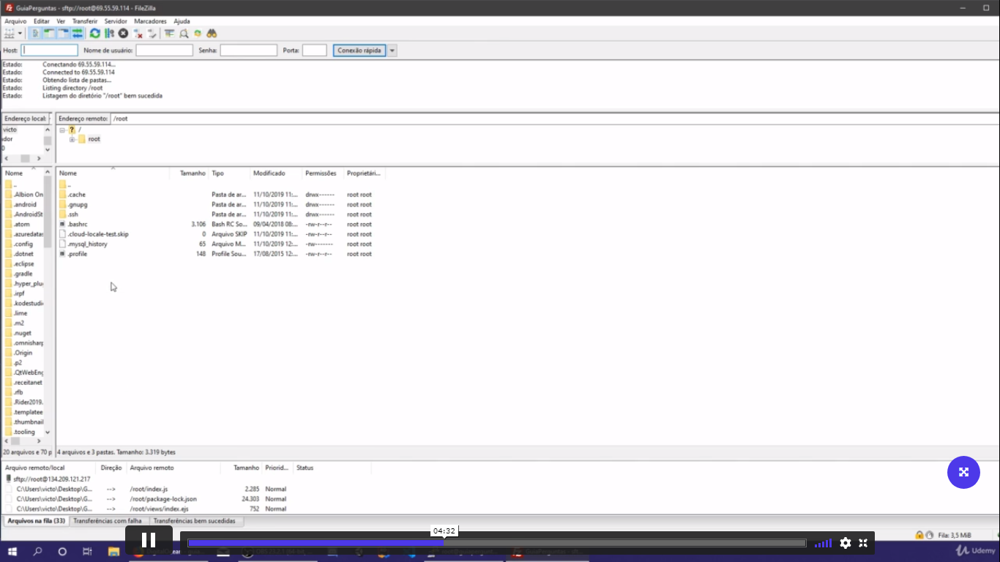 GuiaPerguntas - sftp://root@69.55.59.114 - FileZilla
Arquivo Editar Ver Transferir Servidor Marcadores Ajuda
Host: Nome de usuário: Senha: Porta: Conexão rápida
Estado: Conectando 69.55.59.114...
Estado: Connected to 69.55.59.114
Estado: Obtendo lista de pastas...
Estado: Listing directory /root
Estado: Listagem do diretório "/root" bem sucedida
Endereço local: Endereço remoto: /root
victo
dor
0
? /
root
Nome
..
.Albion On
.android
.AndroidSt
.atom
.azuredatas
.config
.dotnet
.eclipse
.gradle
.hyper_plu
.irpf
.kodestudi
.lime
.m2
.nuget
.omnisharp
.Origin
.p2
.QtWebEng
.receitanet
.rfb
.Rider2019.
.templatee
.thumbnail
.tooling
20 arquivos e 70 p
Nome Tamanho Tipo Modificado Permissões Proprietári...
..
.cache Pasta de ar... 11/10/2019 11:... drwx------ root root
.gnupg Pasta de ar... 11/10/2019 11:... drwx------ root root
.ssh Pasta de ar... 11/10/2019 11:... drwx------ root root
.bashrc 3.106 Bash RC So... 09/04/2018 08:... -rw-r--r-- root root
.cloud-locale-test.skip 0 Arquivo SKIP 11/10/2019 11:... -rw-r--r-- root root
.mysql_history 65 Arquivo M... 11/10/2019 12:... -rw------- root root
.profile 148 Profile Sou... 17/08/2015 12:... -rw-r--r-- root root
4 arquivos e 3 pastas. Tamanho: 3.319 bytes
Arquivo remoto/local Direção Arquivo remoto Tamanho Priorid... Status
sftp://root@134.209.121.217
C:\Users\victo\Desktop\G... --> /root/index.js 2.285 Normal
C:\Users\victo\Desktop\G... --> /root/package-lock.json 24.303 Normal
C:\Users\victo\Desktop\G... --> /root/views/index.ejs 752 Normal
Arquivos na fila (33) Transferências com falha Transferências bem sucedidas
04:32
Fila: 3,5 MiB
Udemy